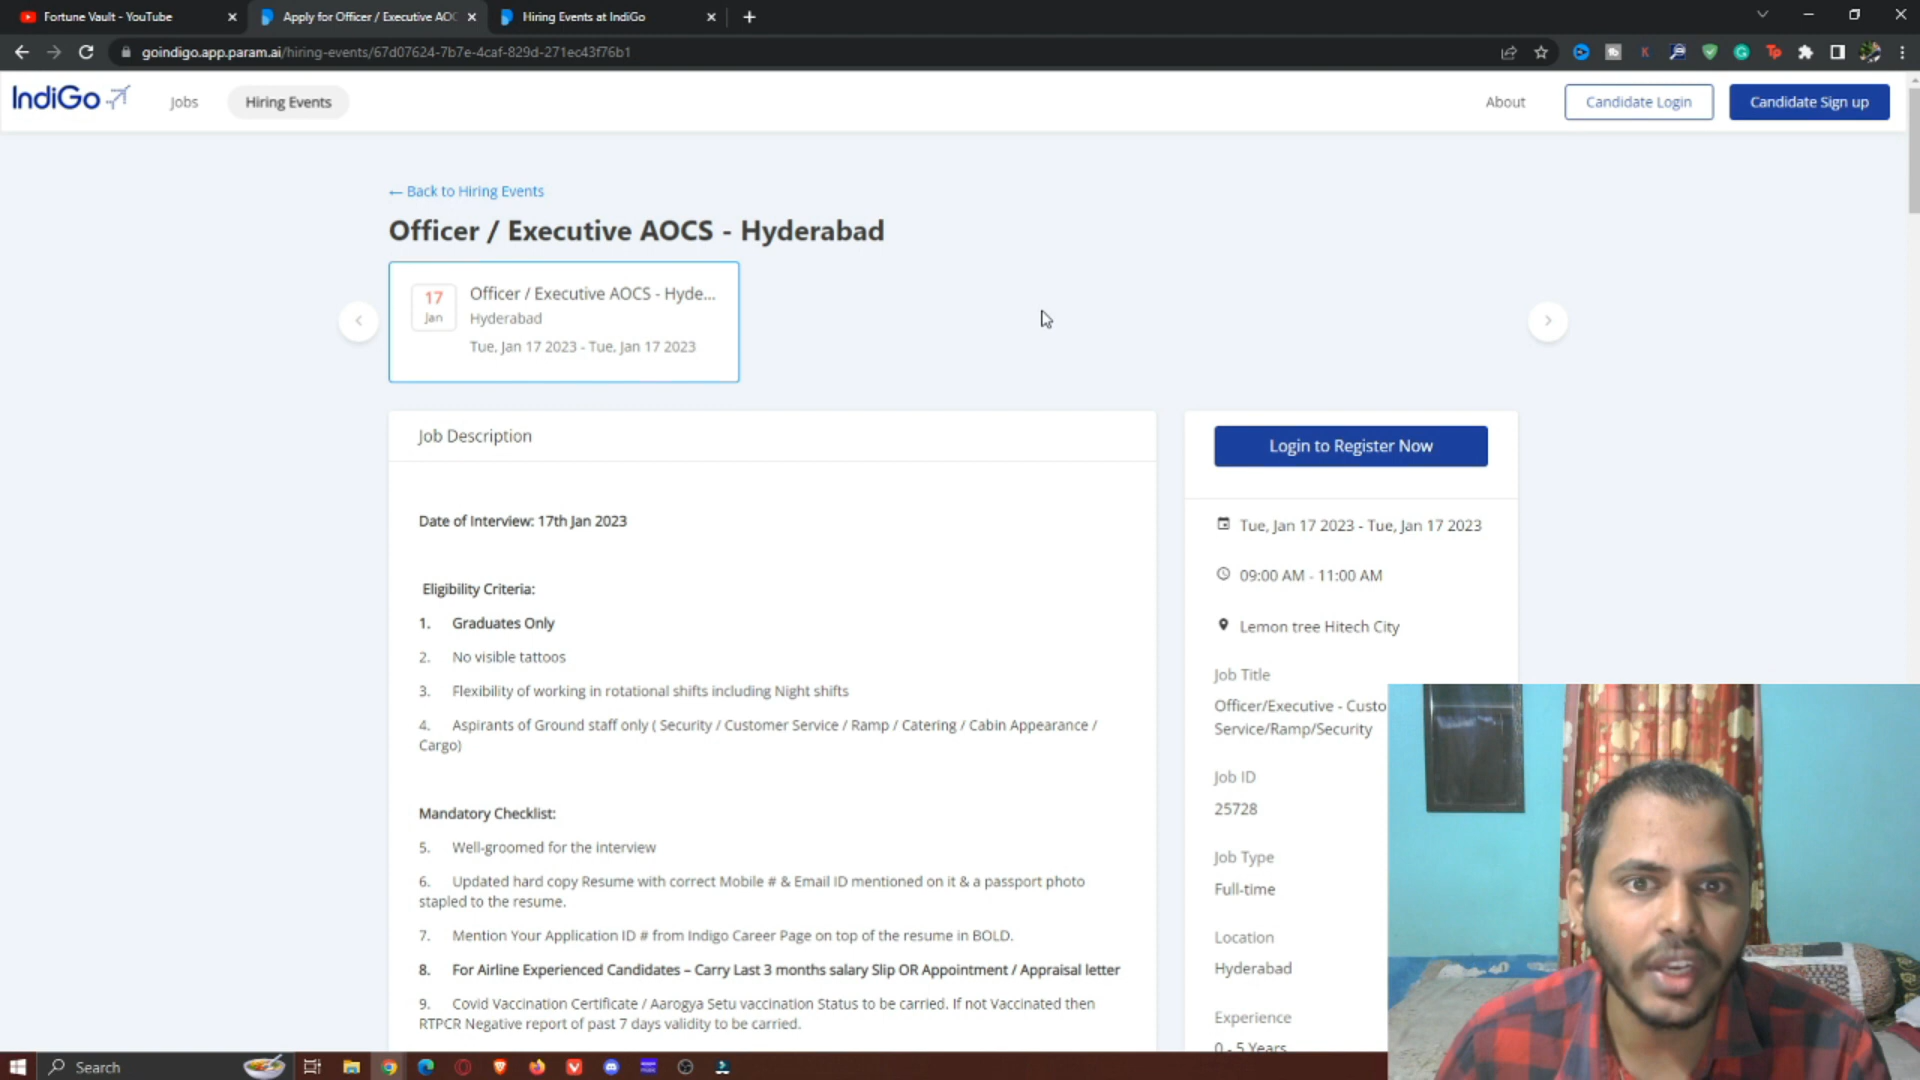 Fortune Vault - YouTube
Apply for Officer / Executive AOC
Hiring Events at IndiGo
goindigo.app.param.ai/hiring-events/67d07624-7b7e-4caf-829d-271ec43f76b1
IndiGo
Jobs
Hiring Events
About
Candidate Login
Candidate Sign up
← Back to Hiring Events
Officer / Executive AOCS - Hyderabad
17
Jan
Officer / Executive AOCS - Hyde...
Hyderabad
Tue, Jan 17 2023 - Tue, Jan 17 2023
Job Description
Date of Interview: 17th Jan 2023
Eligibility Criteria:
1. Graduates Only
2. No visible tattoos
3. Flexibility of working in rotational shifts including Night shifts
4. Aspirants of Ground staff only ( Security / Customer Service / Ramp / Catering / Cabin Appearance /
Cargo)
Mandatory Checklist:
5. Well-groomed for the interview
6. Updated hard copy Resume with correct Mobile # & Email ID mentioned on it & a passport photo
stapled to the resume.
7. Mention Your Application ID # from Indigo Career Page on top of the resume in BOLD.
8. For Airline Experienced Candidates – Carry Last 3 months salary Slip OR Appointment / Appraisal letter
9. Covid Vaccination Certificate / Aarogya Setu vaccination Status to be carried. If not Vaccinated then
RTPCR Negative report of past 7 days validity to be carried.
Login to Register Now
Tue, Jan 17 2023 - Tue, Jan 17 2023
09:00 AM - 11:00 AM
Lemon tree Hitech City
Job Title
Officer/Executive - Custo
Service/Ramp/Security
Job ID
25728
Job Type
Full-time
Location
Hyderabad
Experience
0 - 5 Years
Search